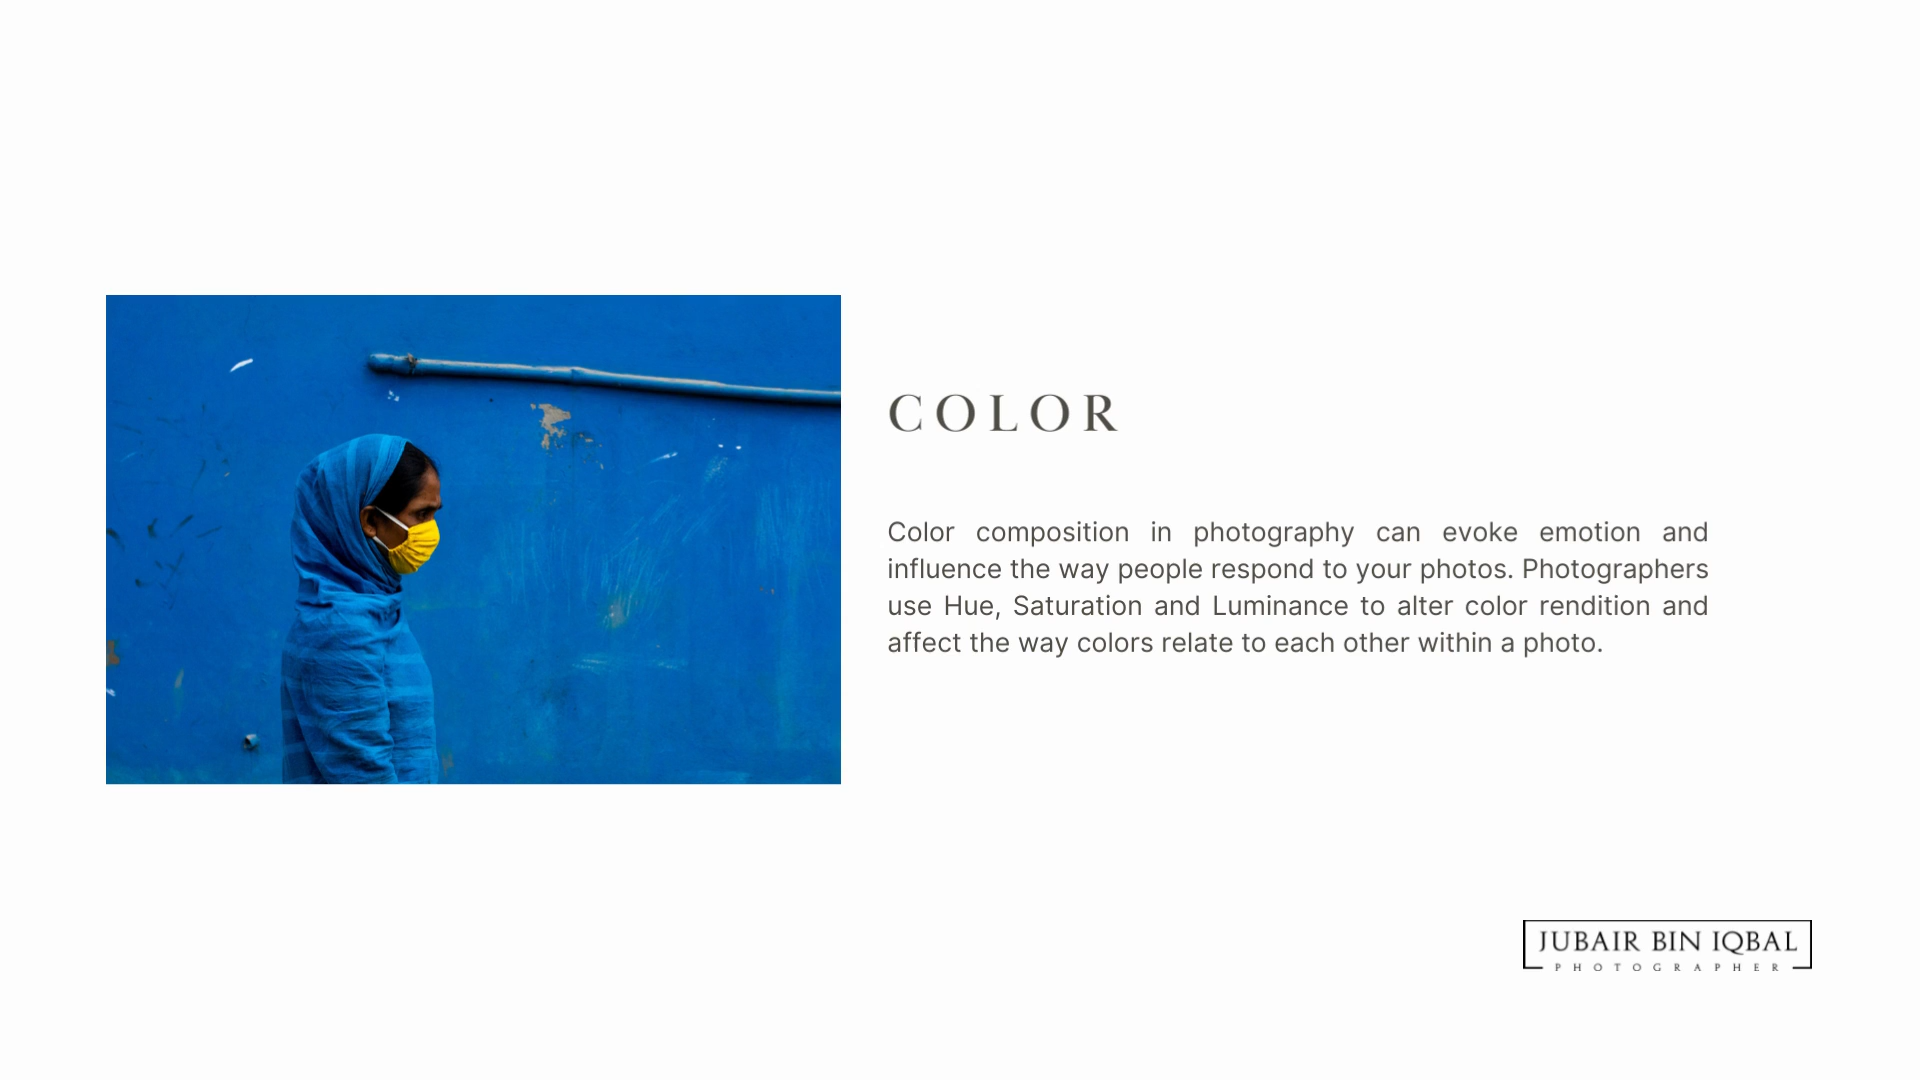 COLOR
Color composition in photography can evoke emotion and
influence the way people respond to your photos. Photographers
use Hue, Saturation and Luminance to alter color rendition and
affect the way colors relate to each other within a photo.
JUBAIR BIN IQBAL
PHOTOGRAPHER